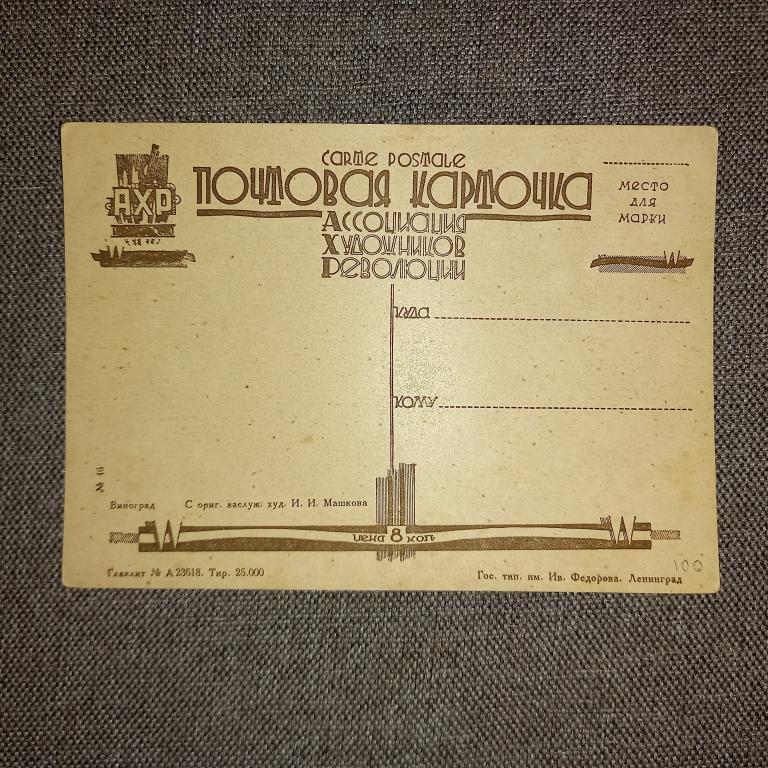 CARTE POSTALE
ПОЧТОВАЯ КАРТОЧКА
АССОЦИАЦИЯ
ХУДОЖНИКОВ
РЕВОЛЮЦИИ
АХР
МЕСТО
ДЛЯ
МАРКИ
КУДА
КОМУ
№ 46
Виноград С ориг. заслуж. худ. И. И. Машкова
цена 8 коп.
Главлит № А 23618. Тир. 25.000
Гос. тип. им. Ив. Федорова. Ленинград
100